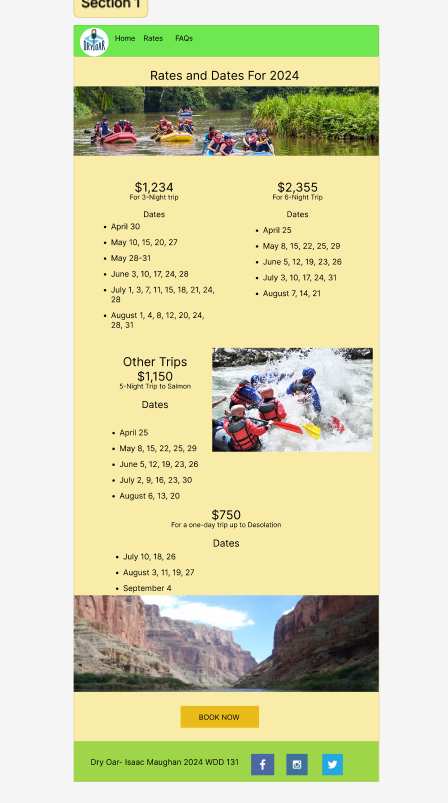 Section 1
DRYOAR
Home Rates FAQs
Rates and Dates For 2024
$1,234
For 3-Night trip
Dates
• April 30
• May 10, 15, 20, 27
• May 28-31
• June 3, 10, 17, 24, 28
• July 1, 3, 7, 11, 15, 18, 21, 24,
28
• August 1, 4, 8, 12, 20, 24,
28, 31
$2,355
For 6-Night Trip
Dates
• April 25
• May 8, 15, 22, 25, 29
• June 5, 12, 19, 23, 26
• July 3, 10, 17, 24, 31
• August 7, 14, 21
Other Trips
$1,150
5-Night Trip to Salmon
Dates
• April 25
• May 8, 15, 22, 25, 29
• June 5, 12, 19, 23, 26
• July 2, 9, 16, 23, 30
• August 6, 13, 20
$750
For a one-day trip up to Desolation
Dates
• July 10, 18, 26
• August 3, 11, 19, 27
• September 4
BOOK NOW
Dry Oar- Isaac Maughan 2024 WDD 131